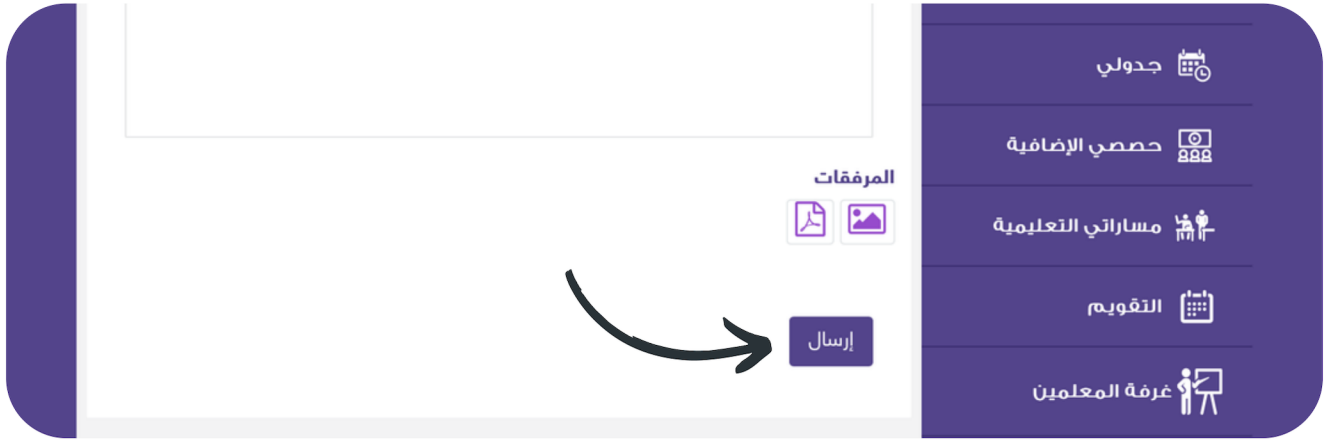 جدولي
حصصي الإضافية
مساراتي التعليمية
التقويم
غرفة المعلمين
المرفقات
إرسال